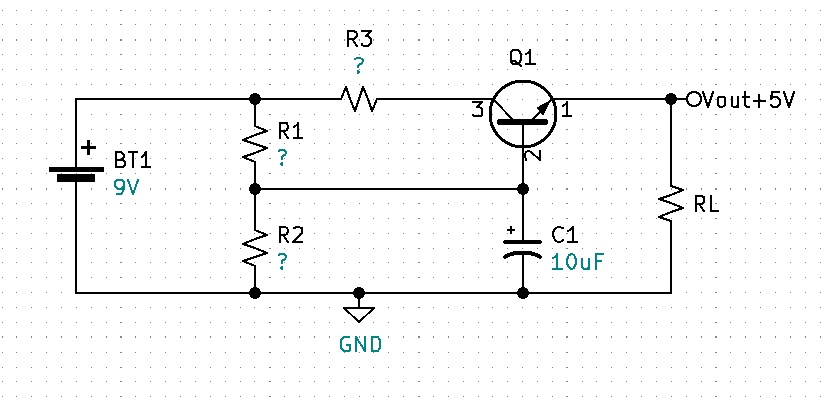 R3
?
Q1
3
1
Vout+5V
R1
?
+
BT1
9V
2
R2
?
+
C1
10uF
RL
GND